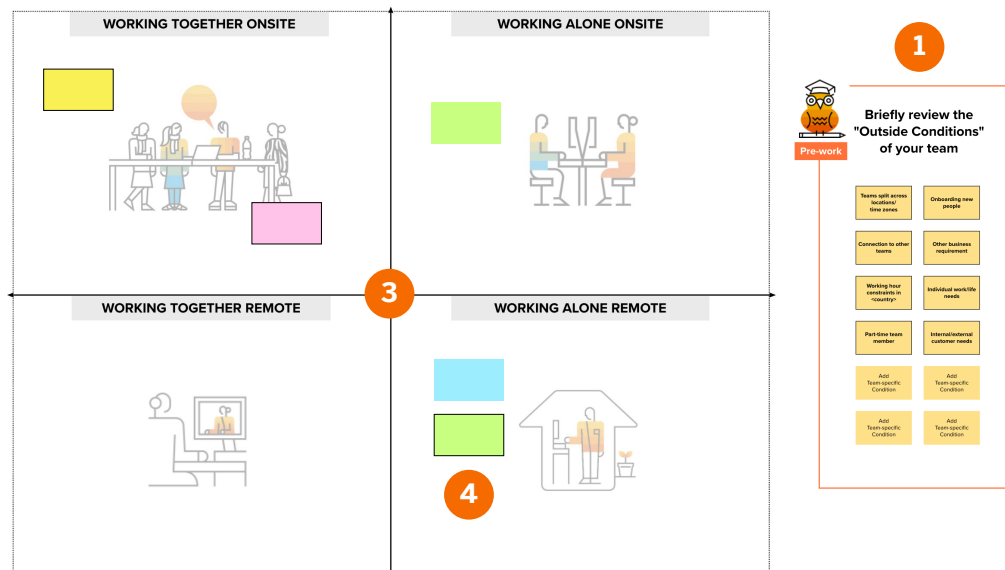 WORKING TOGETHER ONSITE
WORKING ALONE ONSITE
3
WORKING TOGETHER REMOTE
WORKING ALONE REMOTE
4
1
Pre-work
Briefly review the
"Outside Conditions"
of your team
Teams split across
locations/
time zones
Onboarding new
people
Connection to other
teams
Other business
requirement
Working hour
constraints in
<country>
Individual work/life
needs
Part-time team
member
Internal/external
customer needs
Add
Team-specific
Condition
Add
Team-specific
Condition
Add
Team-specific
Condition
Add
Team-specific
Condition